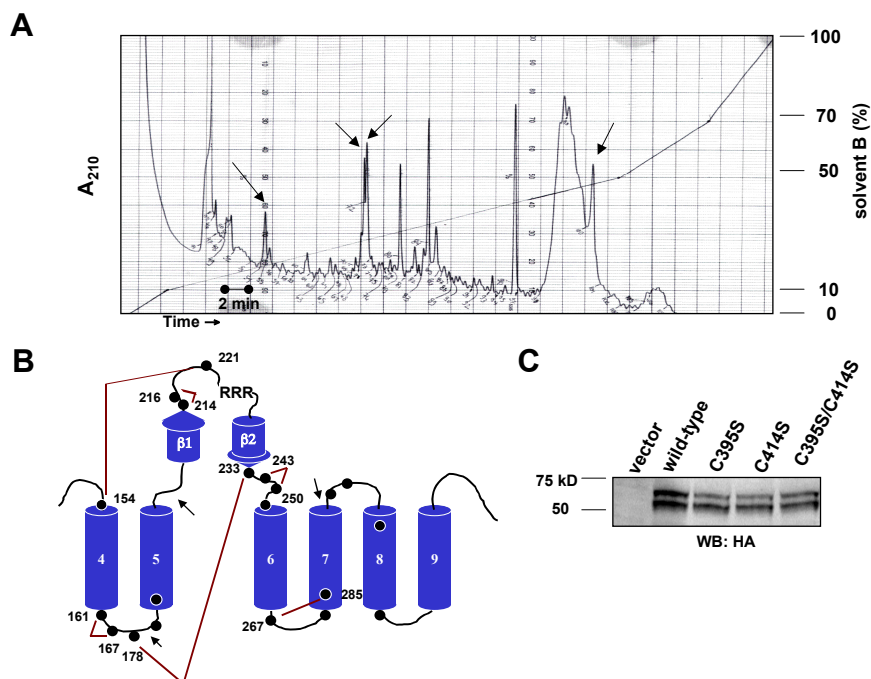 A
A210
100
70
50
10
0
solvent B (%)
2 min
Time →
B
221
216
214
RRR
β1
β2
233
243
250
154
4
5
6
7
8
9
161
167
178
267
285
C
vector
wild-type
C395S
C414S
C395S/C414S
75 kD
50
WB: HA